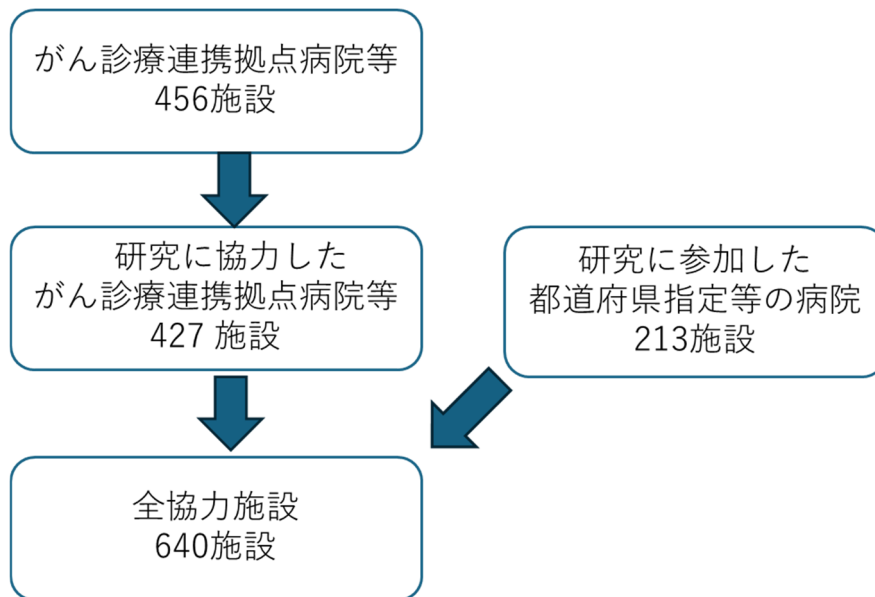 がん診療連携拠点病院等
456施設
研究に協力した
がん診療連携拠点病院等
427 施設
研究に参加した
都道府県指定等の病院
213施設
全協力施設
640施設